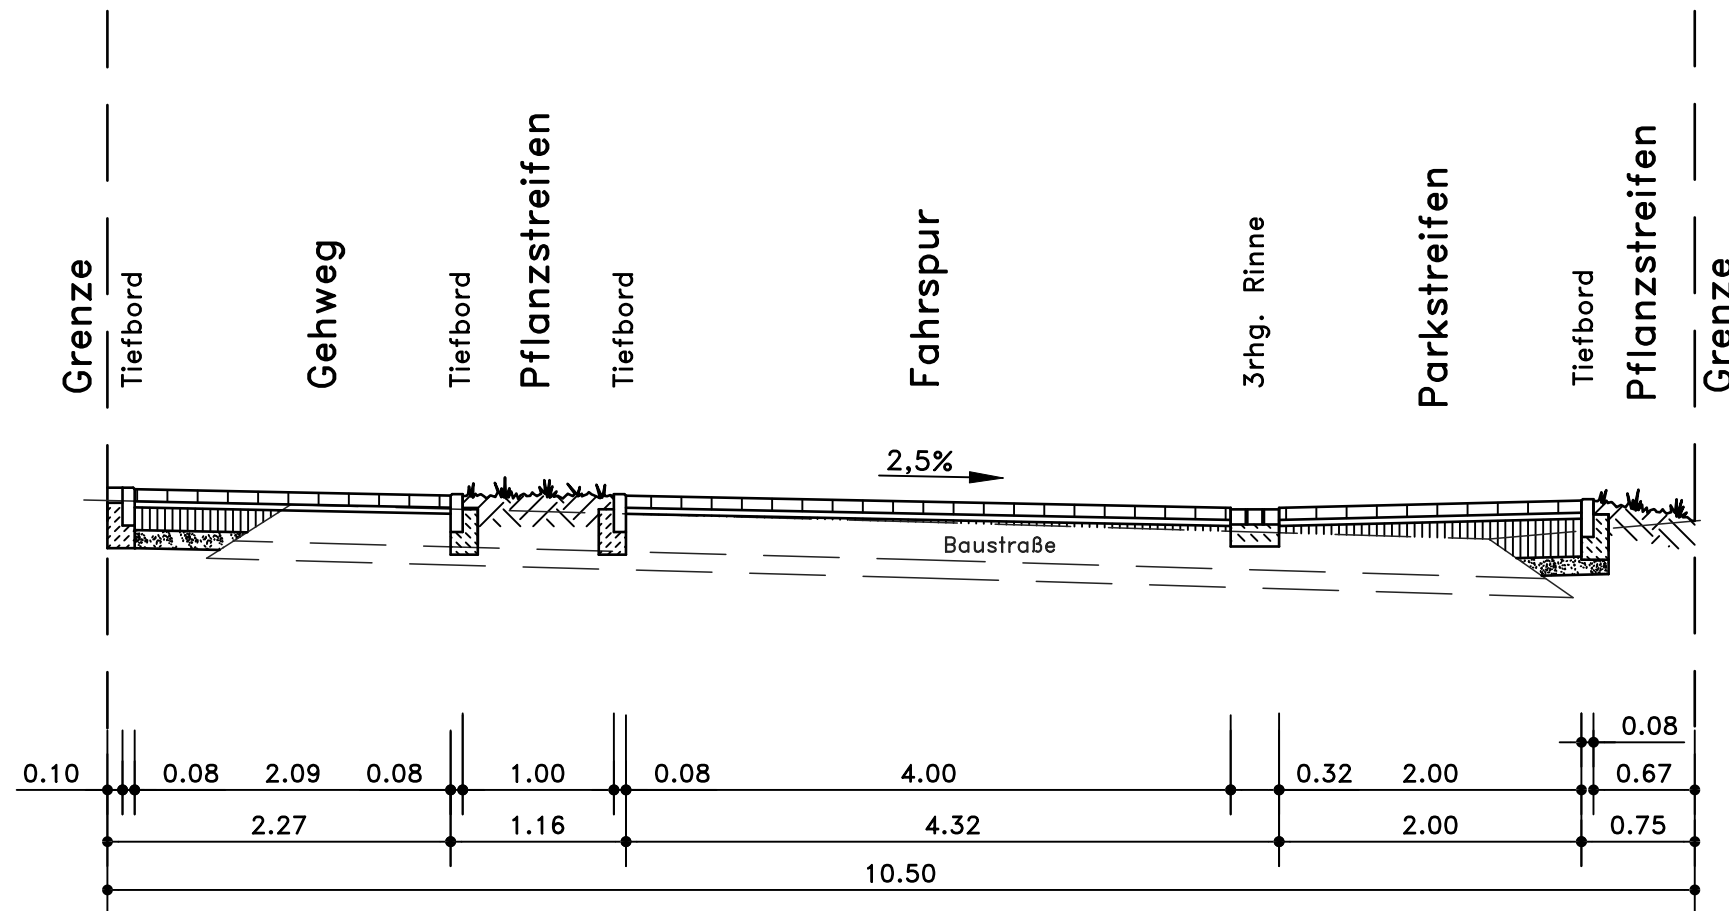 Grenze
Tiefbord
Gehweg
Tiefbord
Pflanzstreifen
Tiefbord
Fahrspur
3rhg. Rinne
Parkstreifen
Tiefbord
Pflanzstreifen
Grenze
2,5%
Baustraße
0.08
0.10 0.08 2.09 0.08 1.00 0.08 4.00 0.32 2.00 0.67
2.27 1.16 4.32 2.00 0.75
10.50